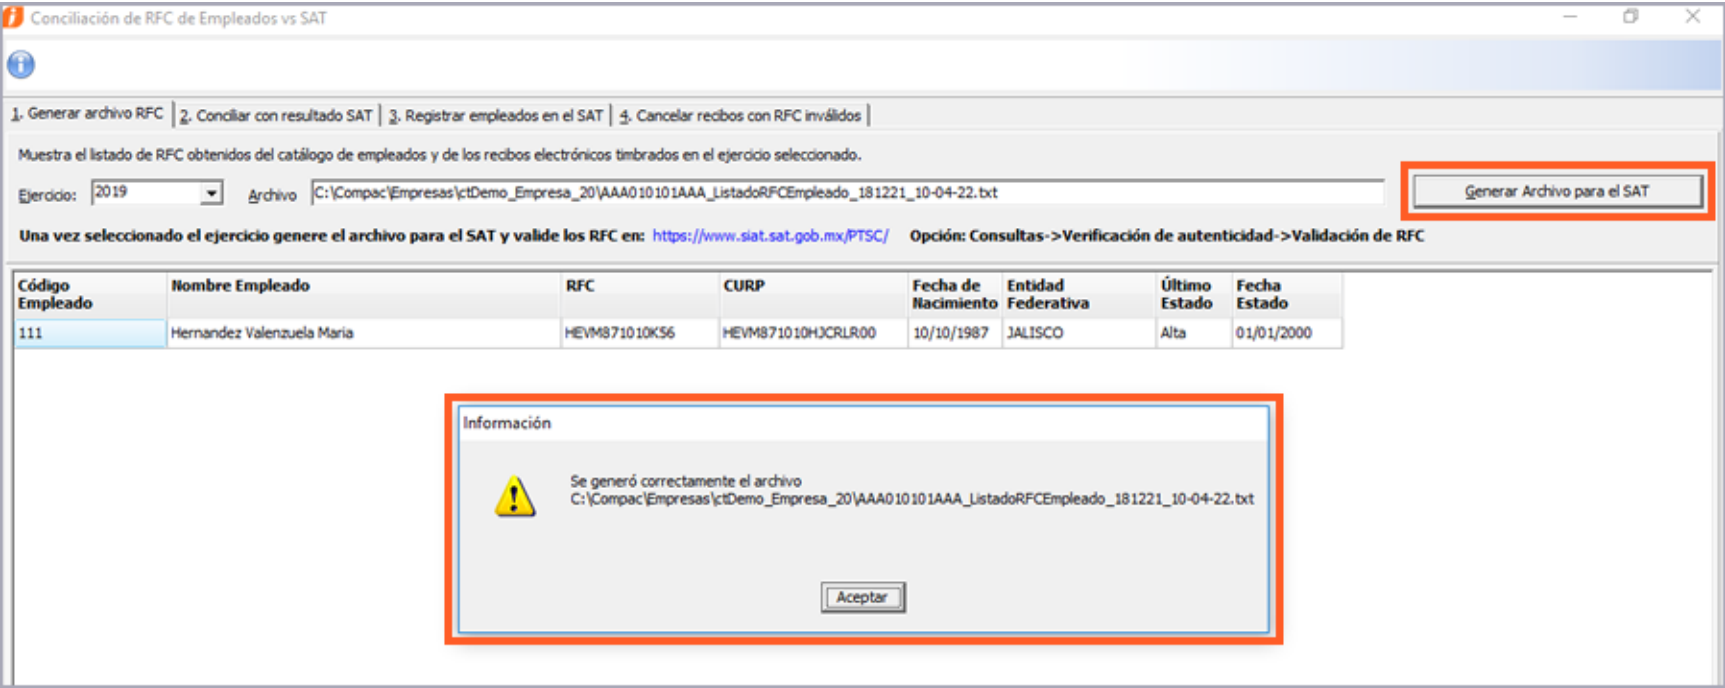 Conciliación de RFC de Empleados vs SAT
1. Generar archivo RFC 2. Conciliar con resultado SAT 3. Registrar empleados en el SAT 4. Cancelar recibos con RFC inválidos
Muestra el listado de RFC obtenidos del catálogo de empleados y de los recibos electrónicos timbrados en el ejercicio seleccionado.
Ejercicio: 2019 Archivo C:\Compac\Empresas\ctDemo_Empresa_20\AAA010101AAA_ListadoRFCEmpleado_181221_10-04-22.txt Generar Archivo para el SAT
Una vez seleccionado el ejercicio genere el archivo para el SAT y valide los RFC en: https://www.siat.sat.gob.mx/PTSC/ Opción: Consultas->Verificación de autenticidad->Validación de RFC
Código Empleado Nombre Empleado RFC CURP Fecha de Nacimiento Entidad Federativa Último Estado Fecha Estado
111 Hernandez Valenzuela Maria HEVM871010K56 HEVM871010HJCRLR00 10/10/1987 JALISCO Alta 01/01/2000
Información
Se generó correctamente el archivo
C:\Compac\Empresas\ctDemo_Empresa_20\AAA010101AAA_ListadoRFCEmpleado_181221_10-04-22.txt
Aceptar